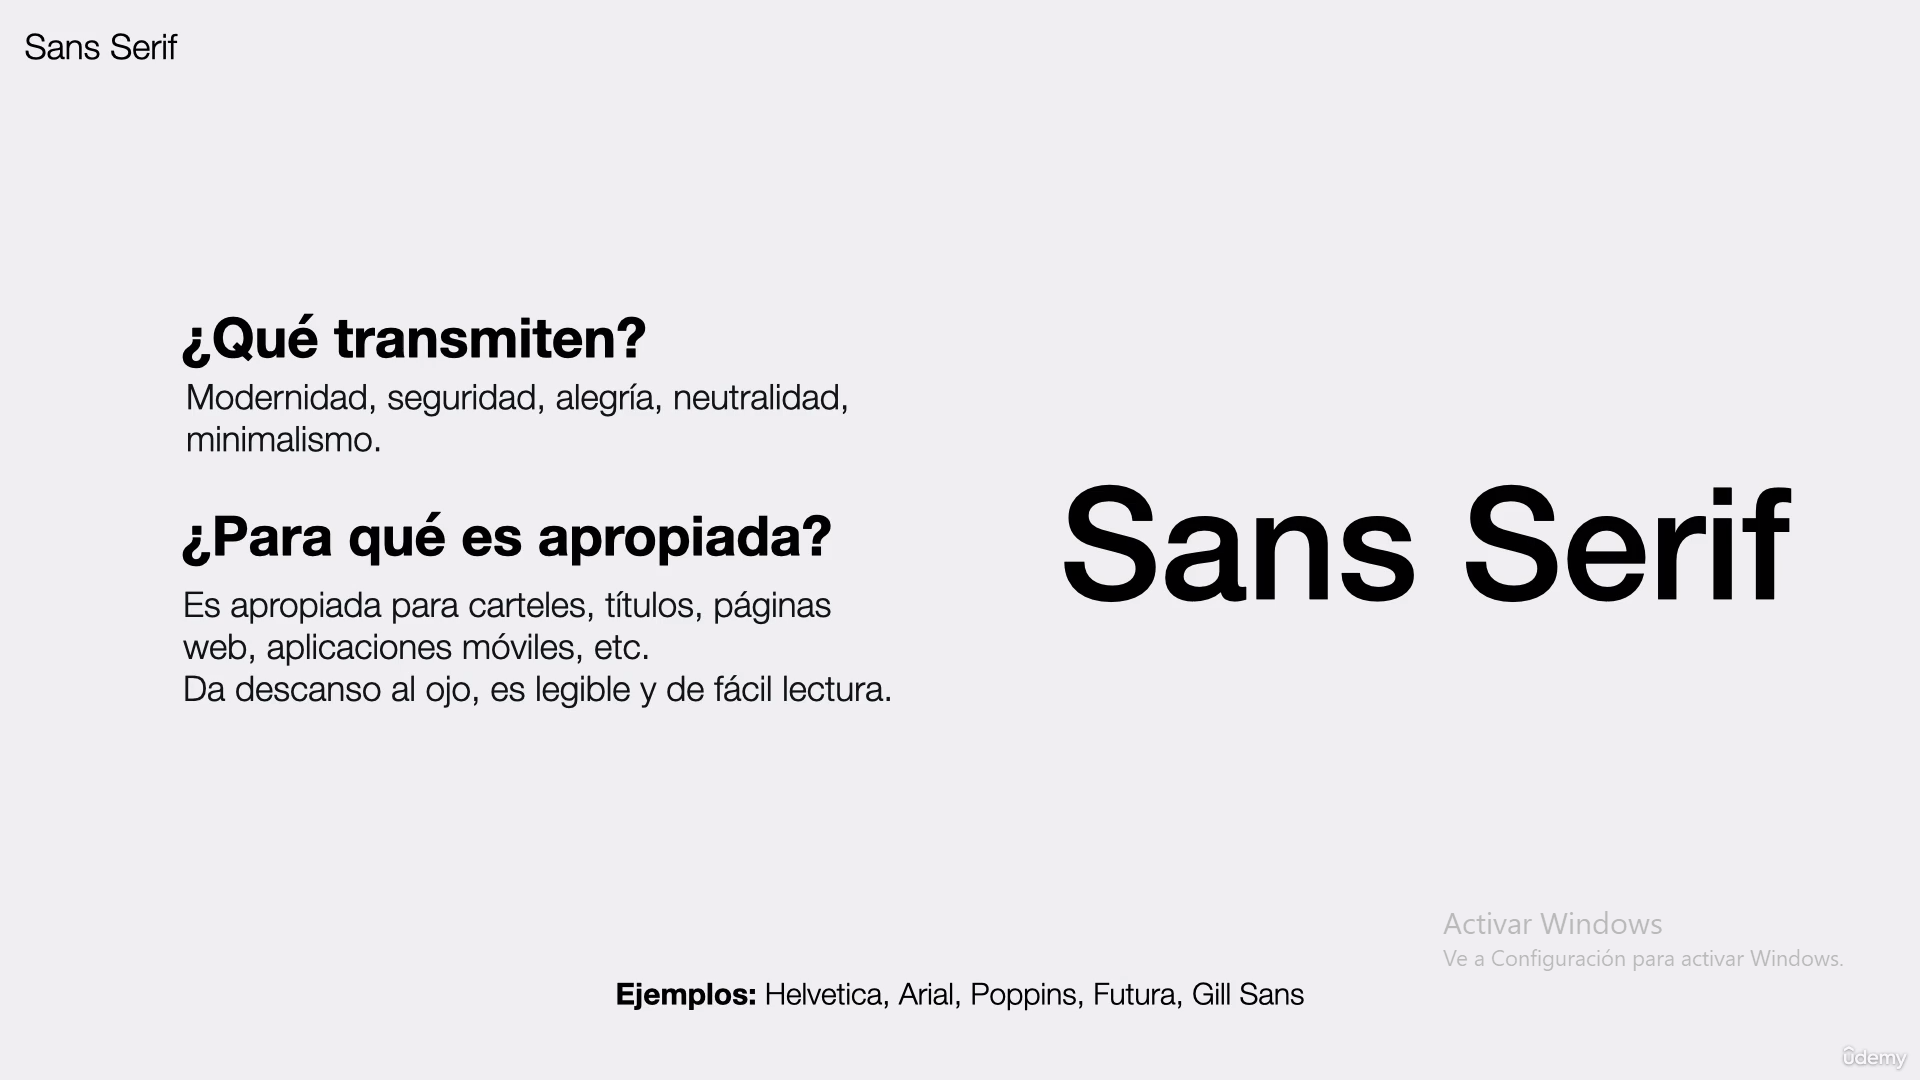 Sans Serif
¿Qué transmiten?
Modernidad, seguridad, alegría, neutralidad,
minimalismo.
¿Para qué es apropiada?
Es apropiada para carteles, títulos, páginas
web, aplicaciones móviles, etc.
Da descanso al ojo, es legible y de fácil lectura.
Sans Serif
Activar Windows
Ve a Configuración para activar Windows.
Ejemplos: Helvetica, Arial, Poppins, Futura, Gill Sans
ûdemy